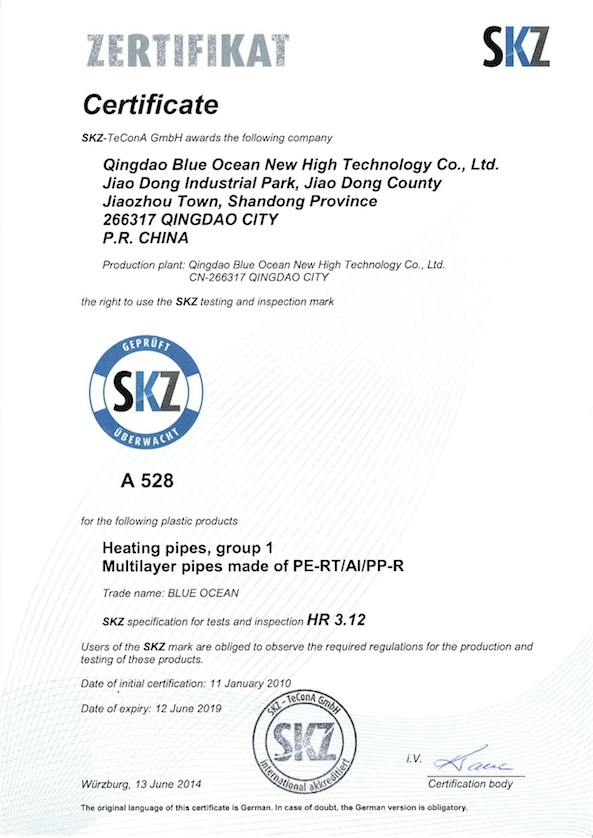 ZERTIFIKAT
SKZ
Certificate
SKZ-TeConA GmbH awards the following company
Qingdao Blue Ocean New High Technology Co., Ltd.
Jiao Dong Industrial Park, Jiao Dong County
Jiaozhou Town, Shandong Province
266317 QINGDAO CITY
P.R. CHINA
Production plant: Qingdao Blue Ocean New High Technology Co., Ltd.
CN-266317 QINGDAO CITY
the right to use the SKZ testing and inspection mark
GEPRÜFT
SKZ
ÜBERWACHT
A 528
for the following plastic products
Heating pipes, group 1
Multilayer pipes made of PE-RT/Al/PP-R
Trade name: BLUE OCEAN
SKZ specification for tests and inspection HR 3.12
Users of the SKZ mark are obliged to observe the required regulations for the production and
testing of these products.
Date of initial certification: 11 January 2010
Date of expiry: 12 June 2019
SKZ - TeConA GmbH
SKZ
international akkreditiert
i.V.
Würzburg, 13 June 2014
Certification body
The original language of this certificate is German. In case of doubt, the German version is obligatory.